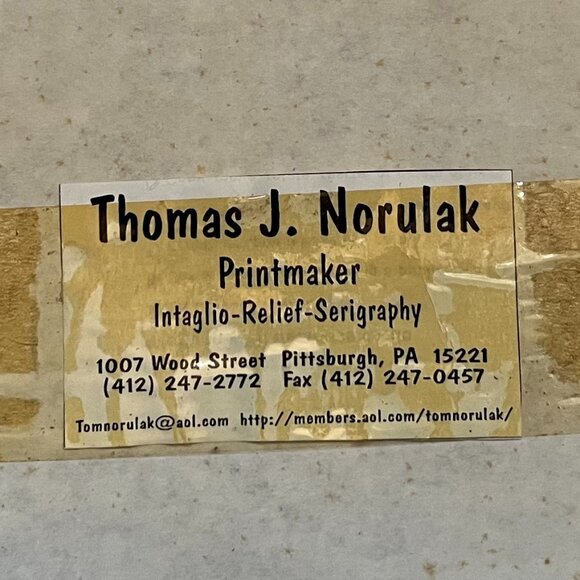 Thomas J. Norulak
Printmaker
Intaglio-Relief-Serigraphy
1007 Wood Street Pittsburgh, PA 15221
(412) 247-2772 Fax (412) 247-0457
Tomnorulak@aol.com http://members.aol.com/tomnorulak/